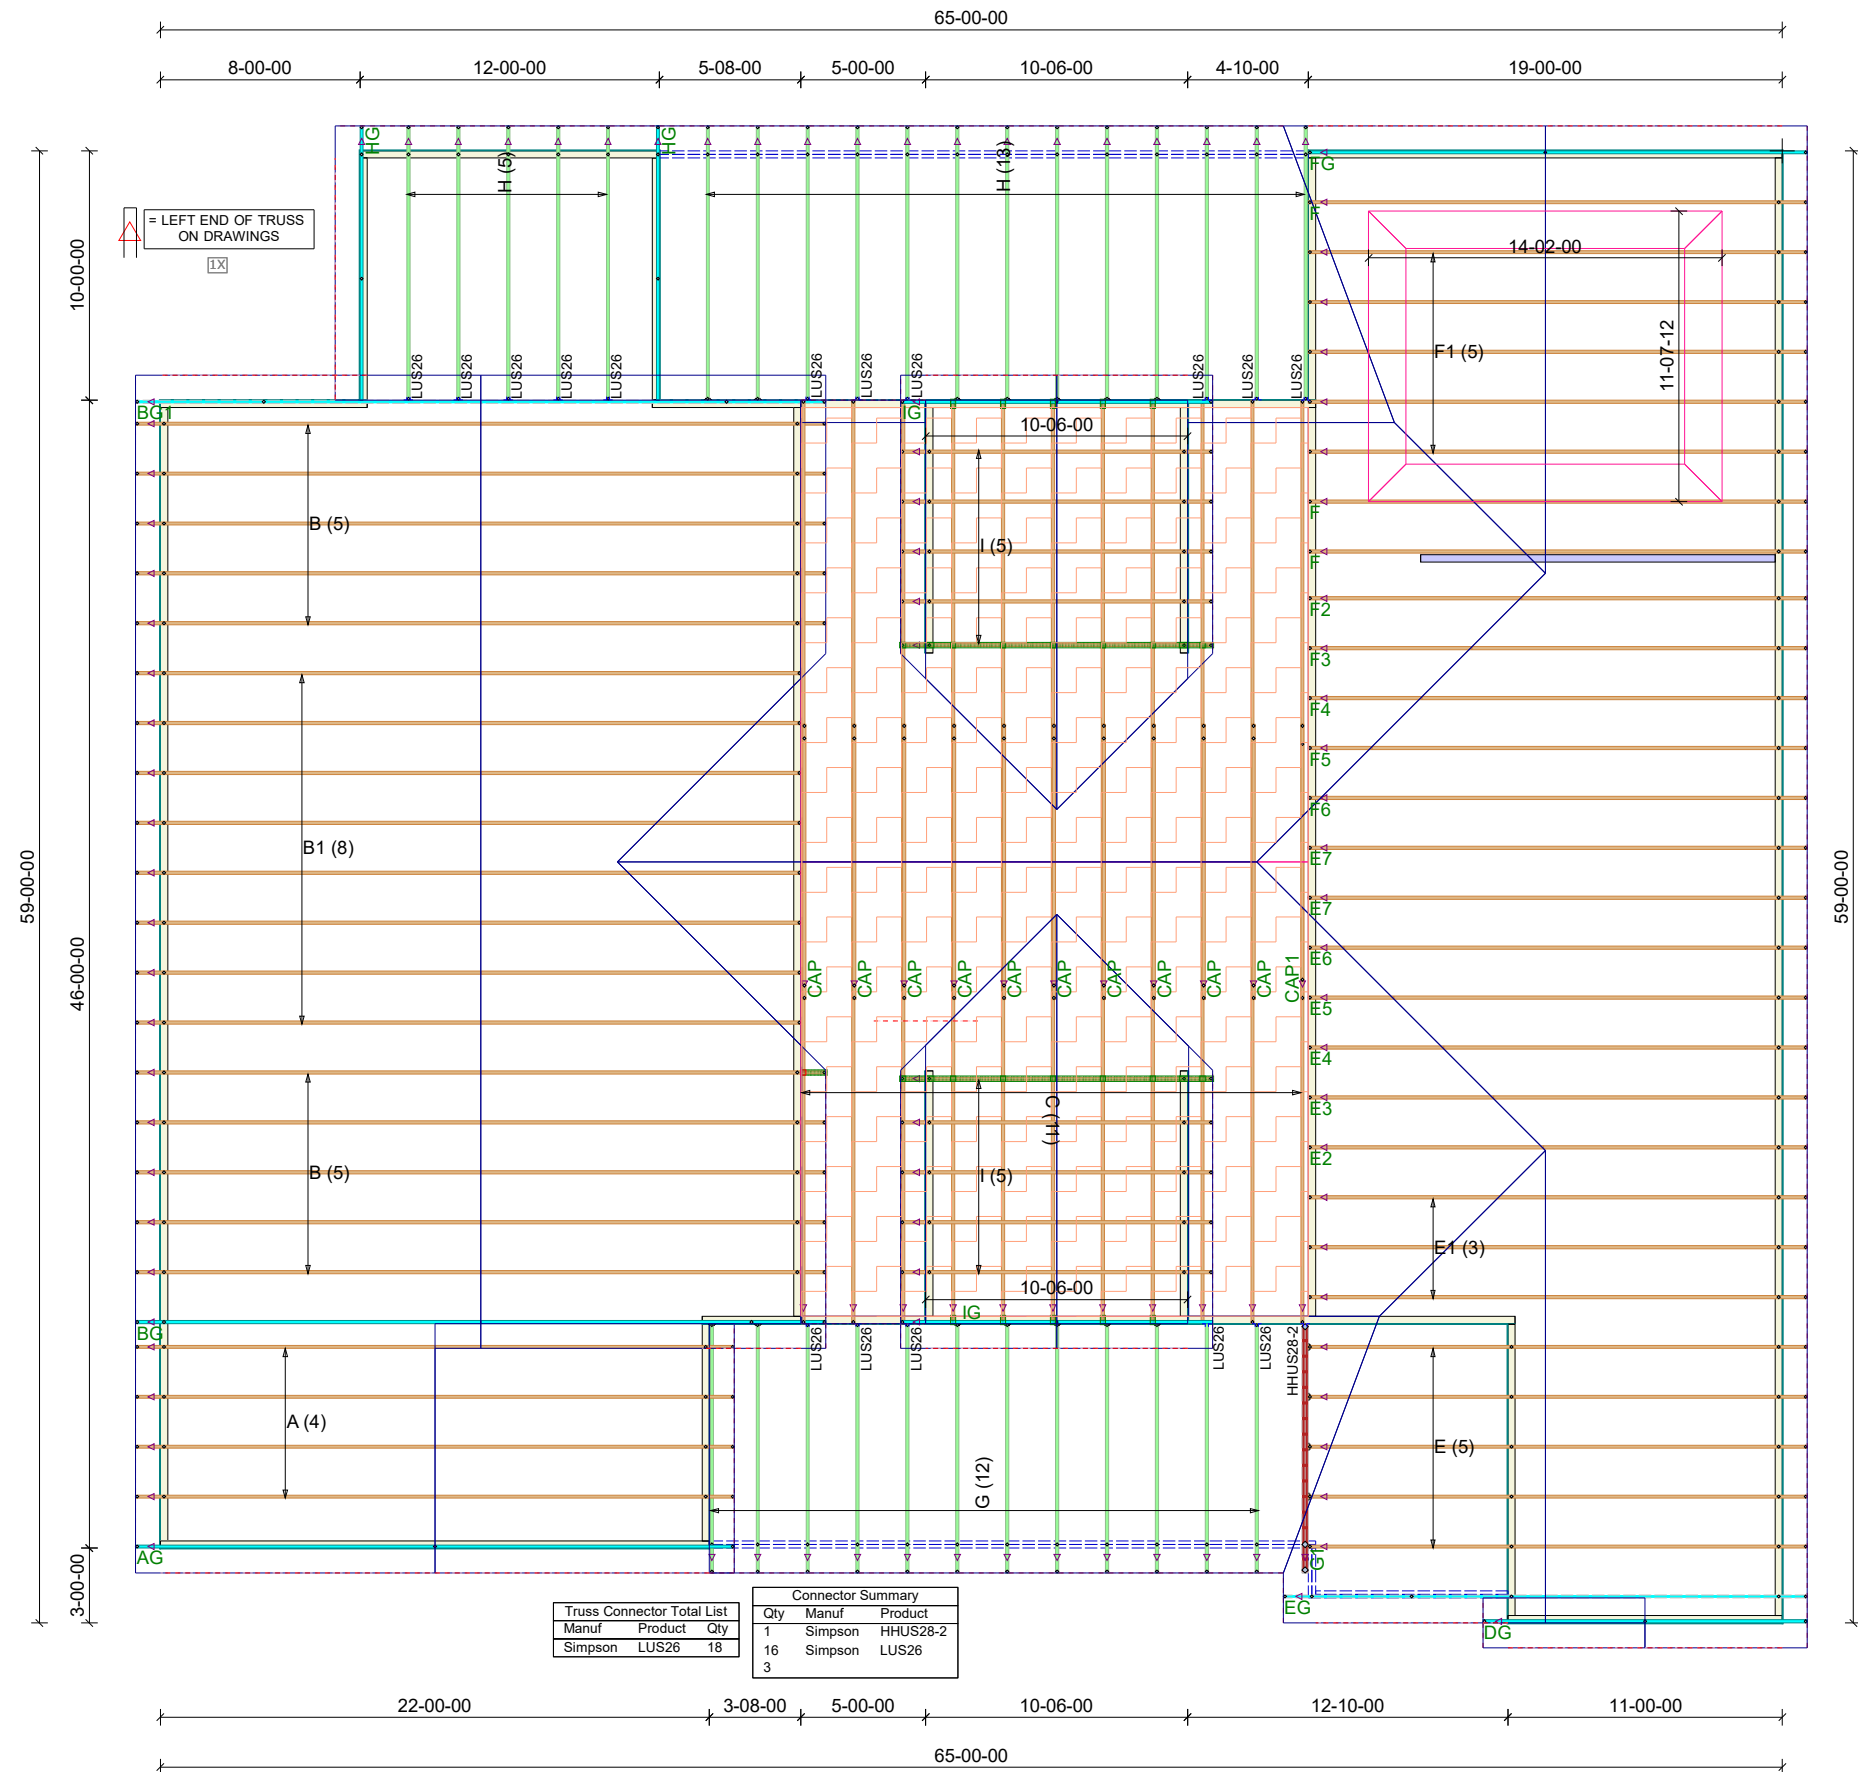 65-00-00
8-00-00
12-00-00
5-08-00
5-00-00
10-06-00
4-10-00
19-00-00
HG
HG
H (5)
H (13)
FG
= LEFT END OF TRUSS
ON DRAWINGS
1X
F
14-02-00
10-00-00
F1 (5)
11-07-12
LUS26
LUS26
LUS26
LUS26
LUS26
LUS26
LUS26
LUS26
LUS26
LUS26
LUS26
BG1
IG
10-06-00
B (5)
F
I (5)
F
F2
F3
F4
F5
F6
B1 (8)
E7
59-00-00
59-00-00
E7
46-00-00
E6
CAP
CAP
CAP
CAP
CAP
CAP
CAP
CAP
CAP
CAP
CAP1
E5
E4
E3
C (11)
E2
B (5)
I (5)
E1 (3)
10-06-00
IG
BG
LUS26
LUS26
LUS26
LUS26
LUS26
HHUS28-2
A (4)
E (5)
G (12)
G1
AG
3-00-00
EG
DG
Truss Connector Total List
Manuf Product Qty
Simpson LUS26 18
Connector Summary
Qty Manuf Product
1 Simpson HHUS28-2
16 Simpson LUS26
3
22-00-00
3-08-00
5-00-00
10-06-00
12-10-00
11-00-00
65-00-00